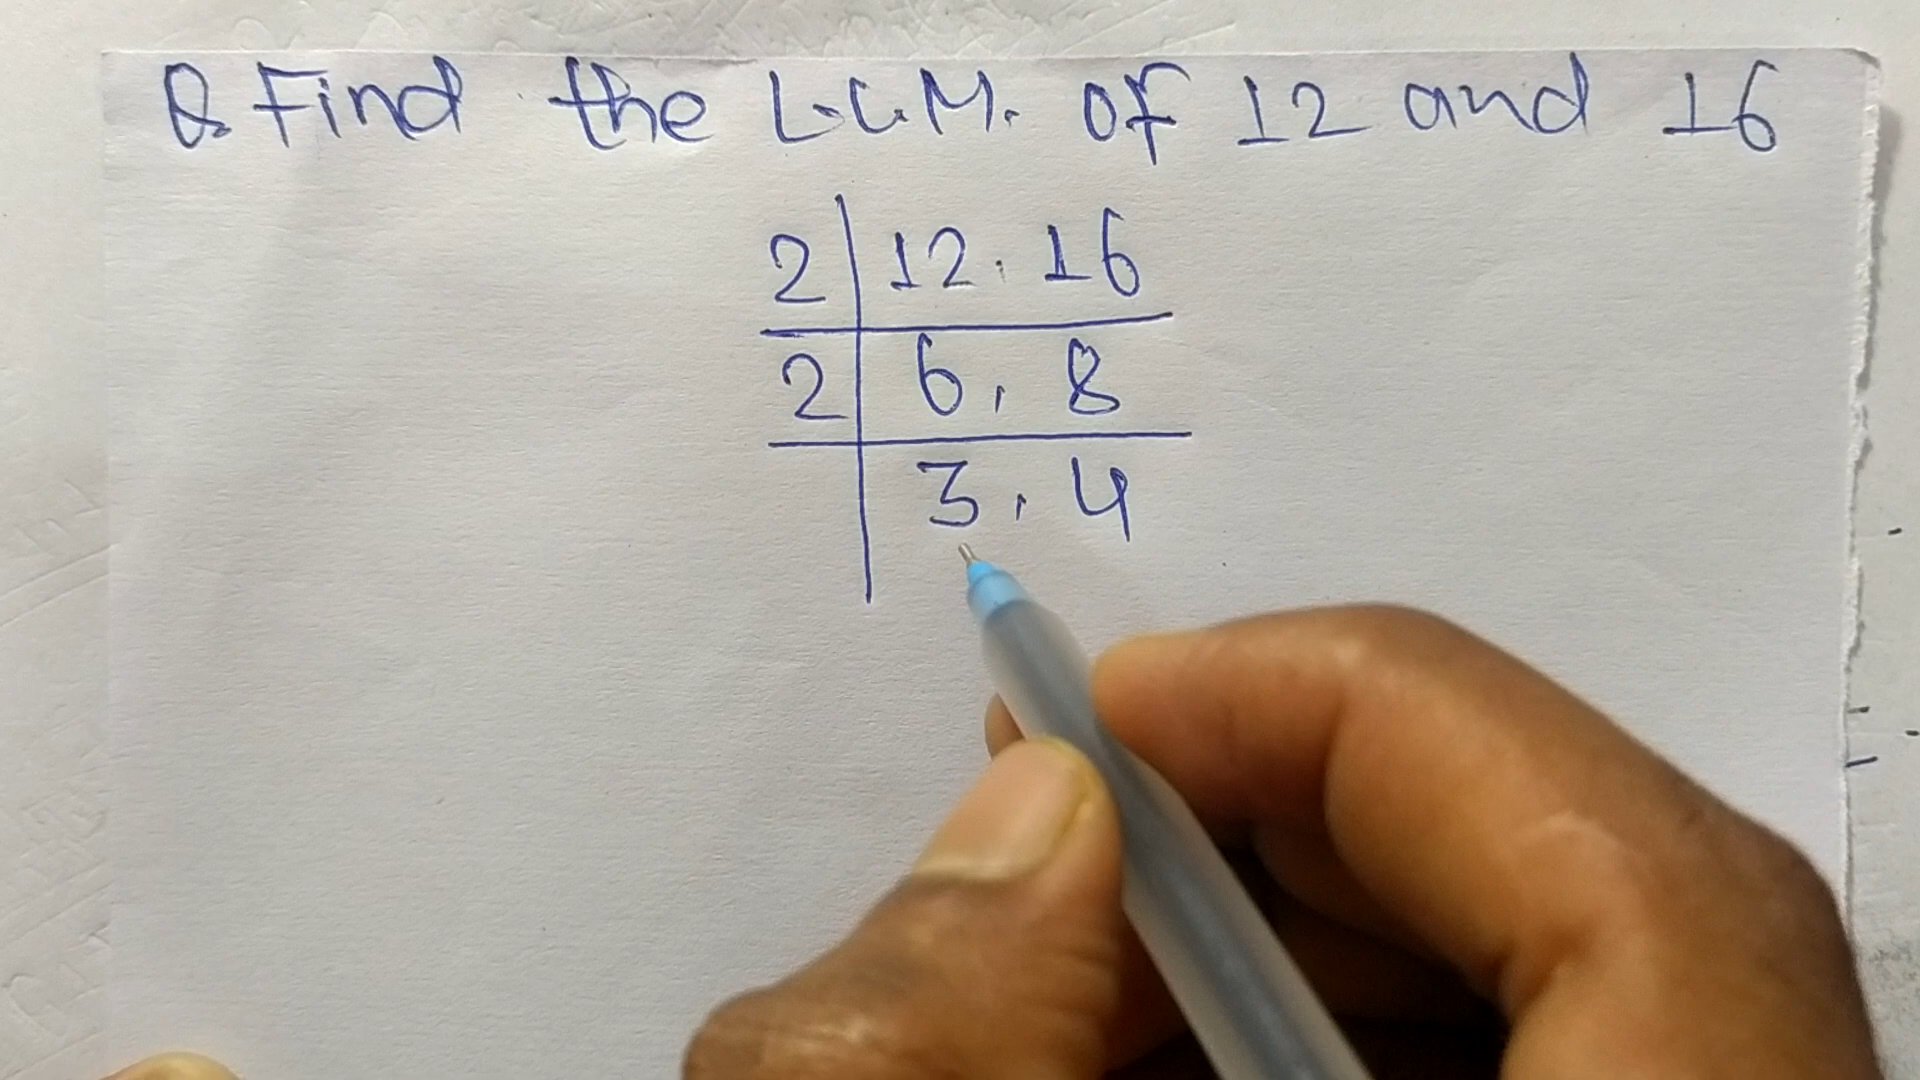 Q. Find the L.C.M. of 12 and 16
2 12, 16
2 6, 8
3, 4